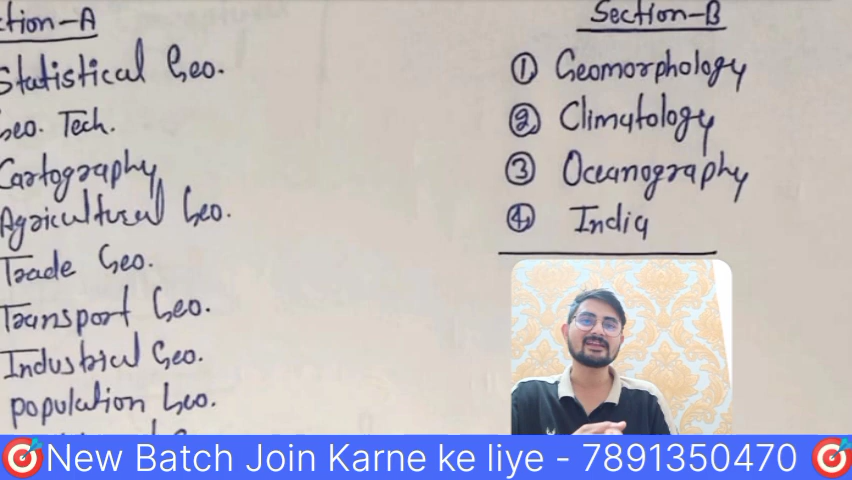 ction-A
Statistical Geo.
Geo. Tech.
Cartography
Agricultural Geo.
Trade Geo.
Transport Geo.
Industrial Geo.
population Geo.
Section-B
① Geomorphology
② Climatology
③ Oceanography
④ India
🎯New Batch Join Karne ke liye - 7891350470 🎯